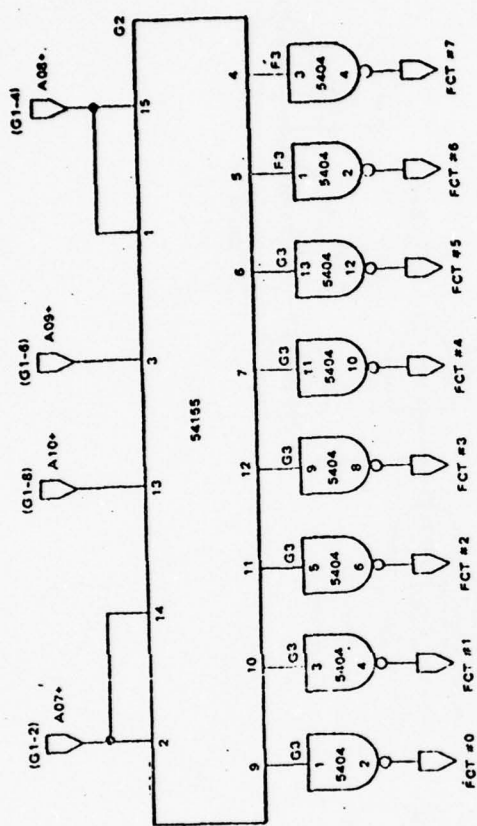 (G1-2)
A07+
(G1-8)
A10+
(G1-6)
A09+
(G1-4)
A08+
G2
2
14
13
3
1
15
54155
9
10
11
12
7
6
5
4
G3
G3
G3
G3
G3
G3
F3
F3
1
5404
2
3
5404
4
5
5404
6
9
5404
8
11
5404
10
13
5404
12
1
5404
2
3
5404
4
FCT #0
FCT #1
FCT #2
FCT #3
FCT #4
FCT #5
FCT #6
FCT #7